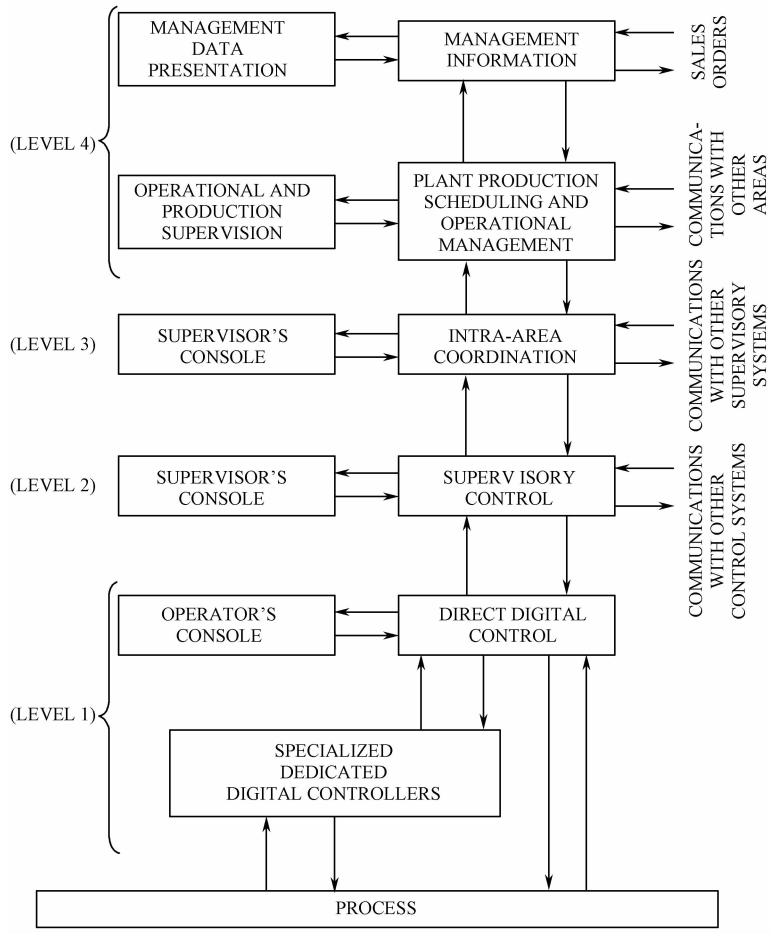 MANAGEMENT
DATA
PRESENTATION
MANAGEMENT
INFORMATION
SALES
ORDERS
(LEVEL 4)
OPERATIONAL AND
PRODUCTION
SUPERVISION
PLANT PRODUCTION
SCHEDULING AND
OPERATIONAL
MANAGEMENT
COMMUNICA-
TIONS WITH
OTHER
AREAS
(LEVEL 3)
SUPERVISOR'S
CONSOLE
INTRA-AREA
COORDINATION
COMMUNICATIONS
WITH OTHER
SUPERVISORY
SYSTEMS
(LEVEL 2)
SUPERVISOR'S
CONSOLE
SUPERV ISORY
CONTROL
COMMUNICATIONS
WITH OTHER
CONTROL SYSTEMS
(LEVEL 1)
OPERATOR'S
CONSOLE
DIRECT DIGITAL
CONTROL
SPECIALIZED
DEDICATED
DIGITAL CONTROLLERS
PROCESS